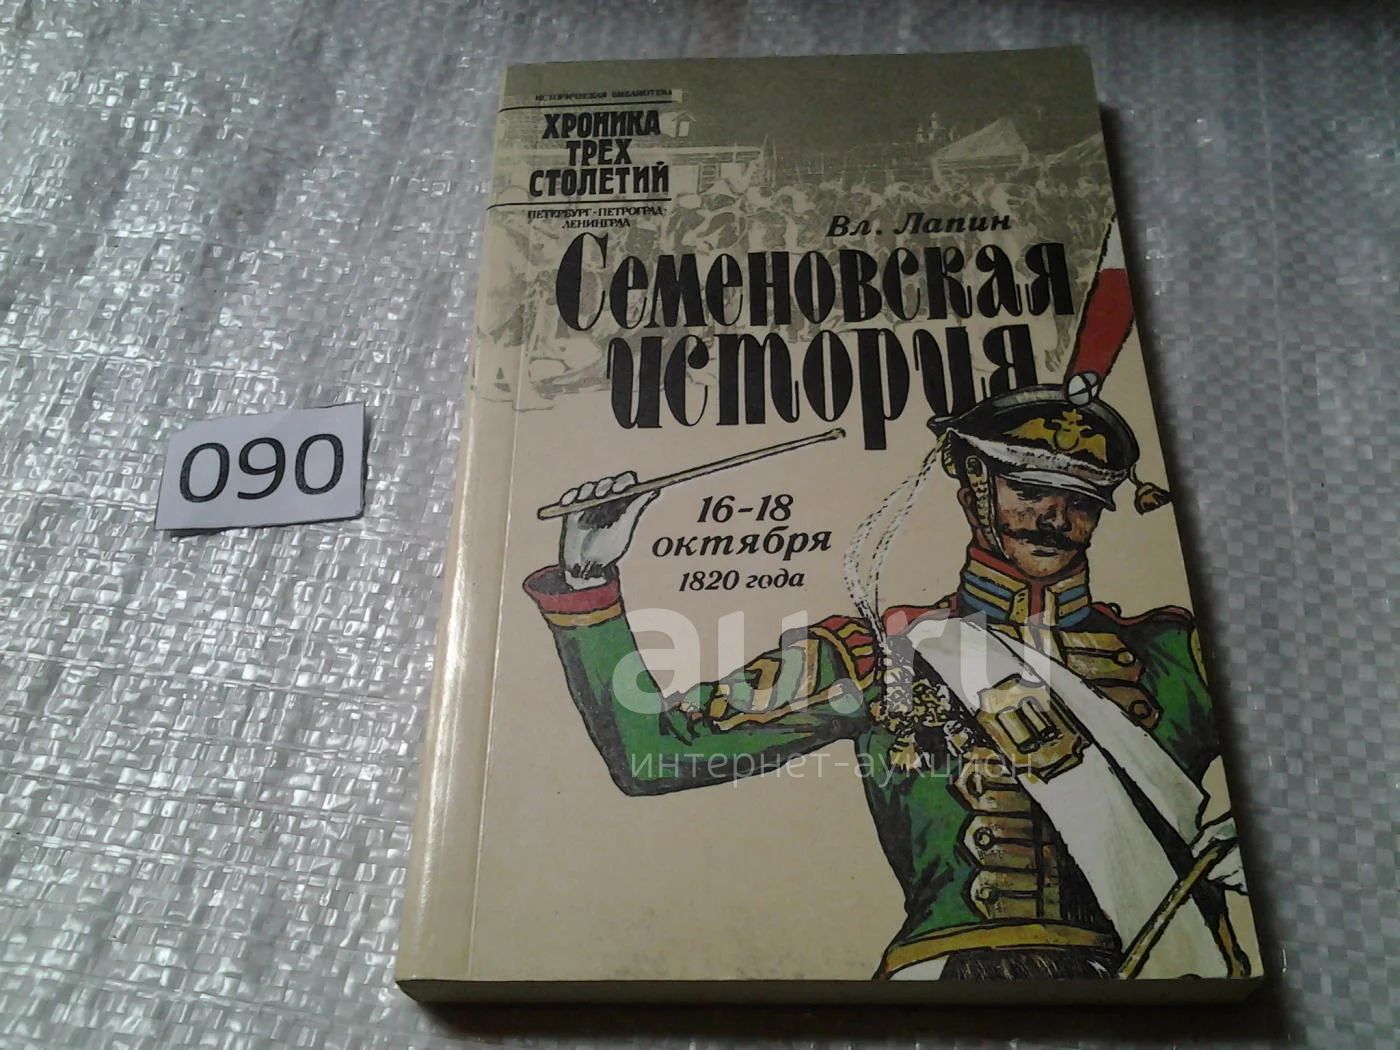 ИСТОРИЧЕСКАЯ БИБЛИОТЕКА
ХРОНИКА
ТРЕХ
СТОЛЕТИЙ
ПЕТЕРБУРГ · ПЕТРОГРАД ·
ЛЕНИНГРАД
Вл. Лапин
Семеновская
история
090
16-18
октября
1820 года
au.ru
интернет-аукцион